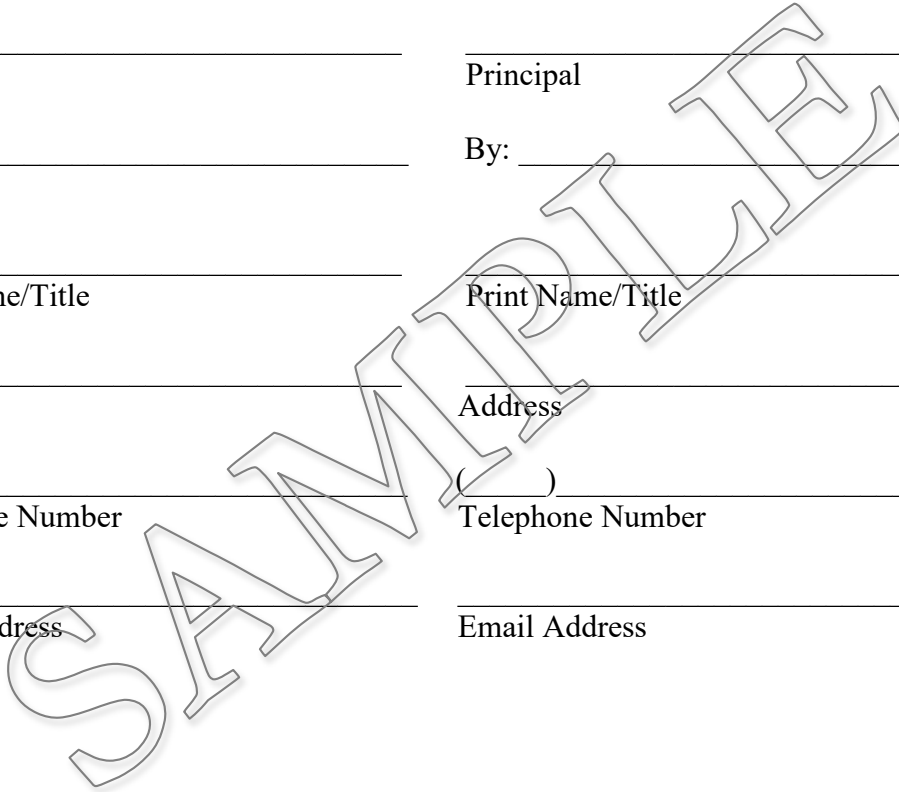 Principal
By:
ne/Title Print Name/Title
Address
( )
e Number Telephone Number
dress Email Address
SAMPLE